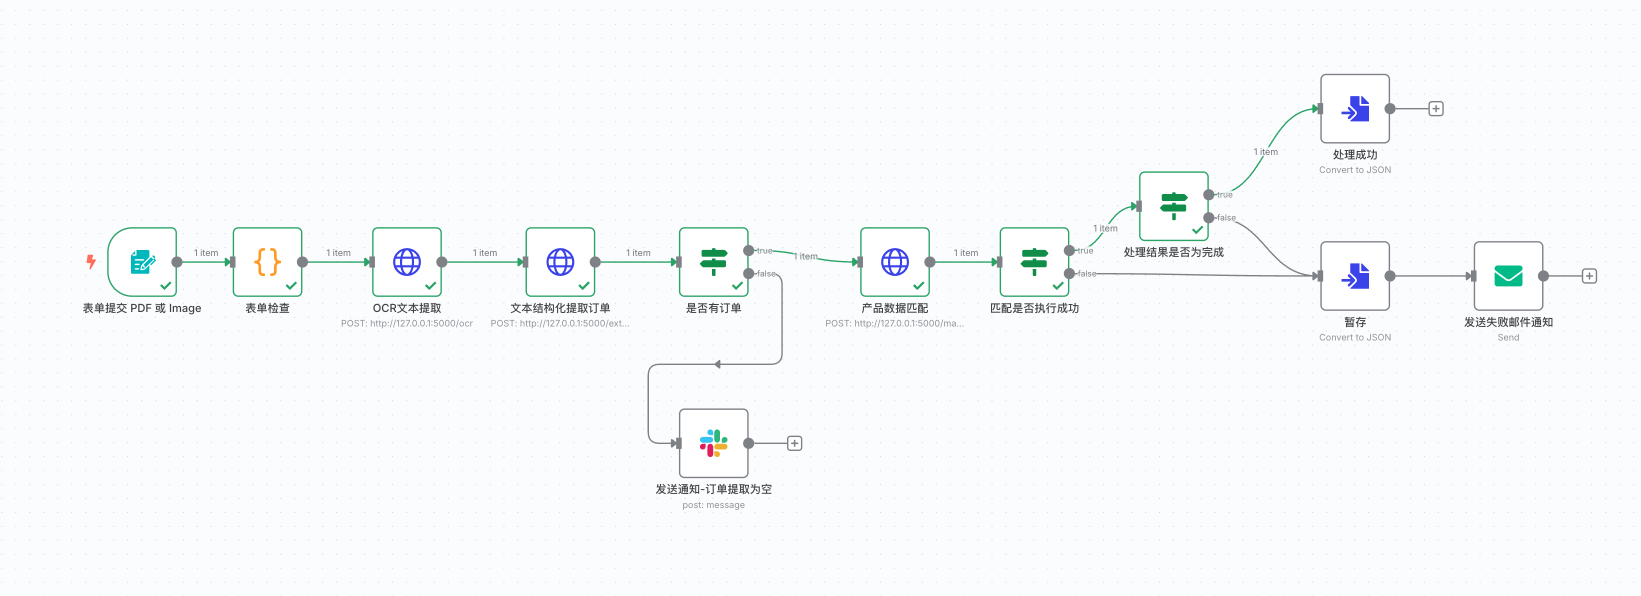 1 item
处理成功
Convert to JSON
true
false
1 item
处理结果是否为完成
1 item
1 item
1 item
1 item
true
1 item
false
1 item
true
false
表单提交 PDF 或 Image
表单检查
OCR文本提取
POST: http://127.0.0.1:5000/ocr
文本结构化提取订单
POST: http://127.0.0.1:5000/ext...
是否有订单
产品数据匹配
POST: http://127.0.0.1:5000/ma...
匹配是否执行成功
暂存
Convert to JSON
发送失败邮件通知
Send
发送通知-订单提取为空
post: message